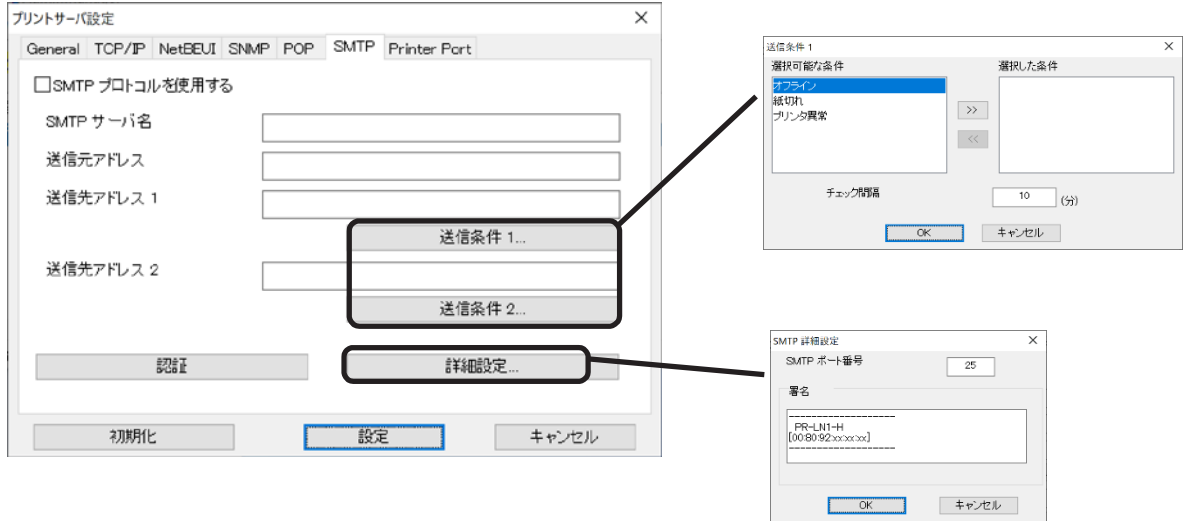 プリントサーバ設定
General TCP/IP NetBEUI SNMP POP SMTP Printer Port
SMTP プロトコルを使用する
SMTP サーバ名
送信元アドレス
送信先アドレス 1
送信条件 1...
送信先アドレス 2
送信条件 2...
認証 詳細設定...
初期化 設定 キャンセル
送信条件 1
選択可能な条件 選択した条件
オフライン
紙切れ
プリンタ異常
>>
<<
チェック間隔 10 (分)
OK キャンセル
SMTP 詳細設定
SMTP ポート番号 25
署名
--------------------
PR-LN1-H
[00:80:92:xx:xx:xx]
--------------------
OK キャンセル